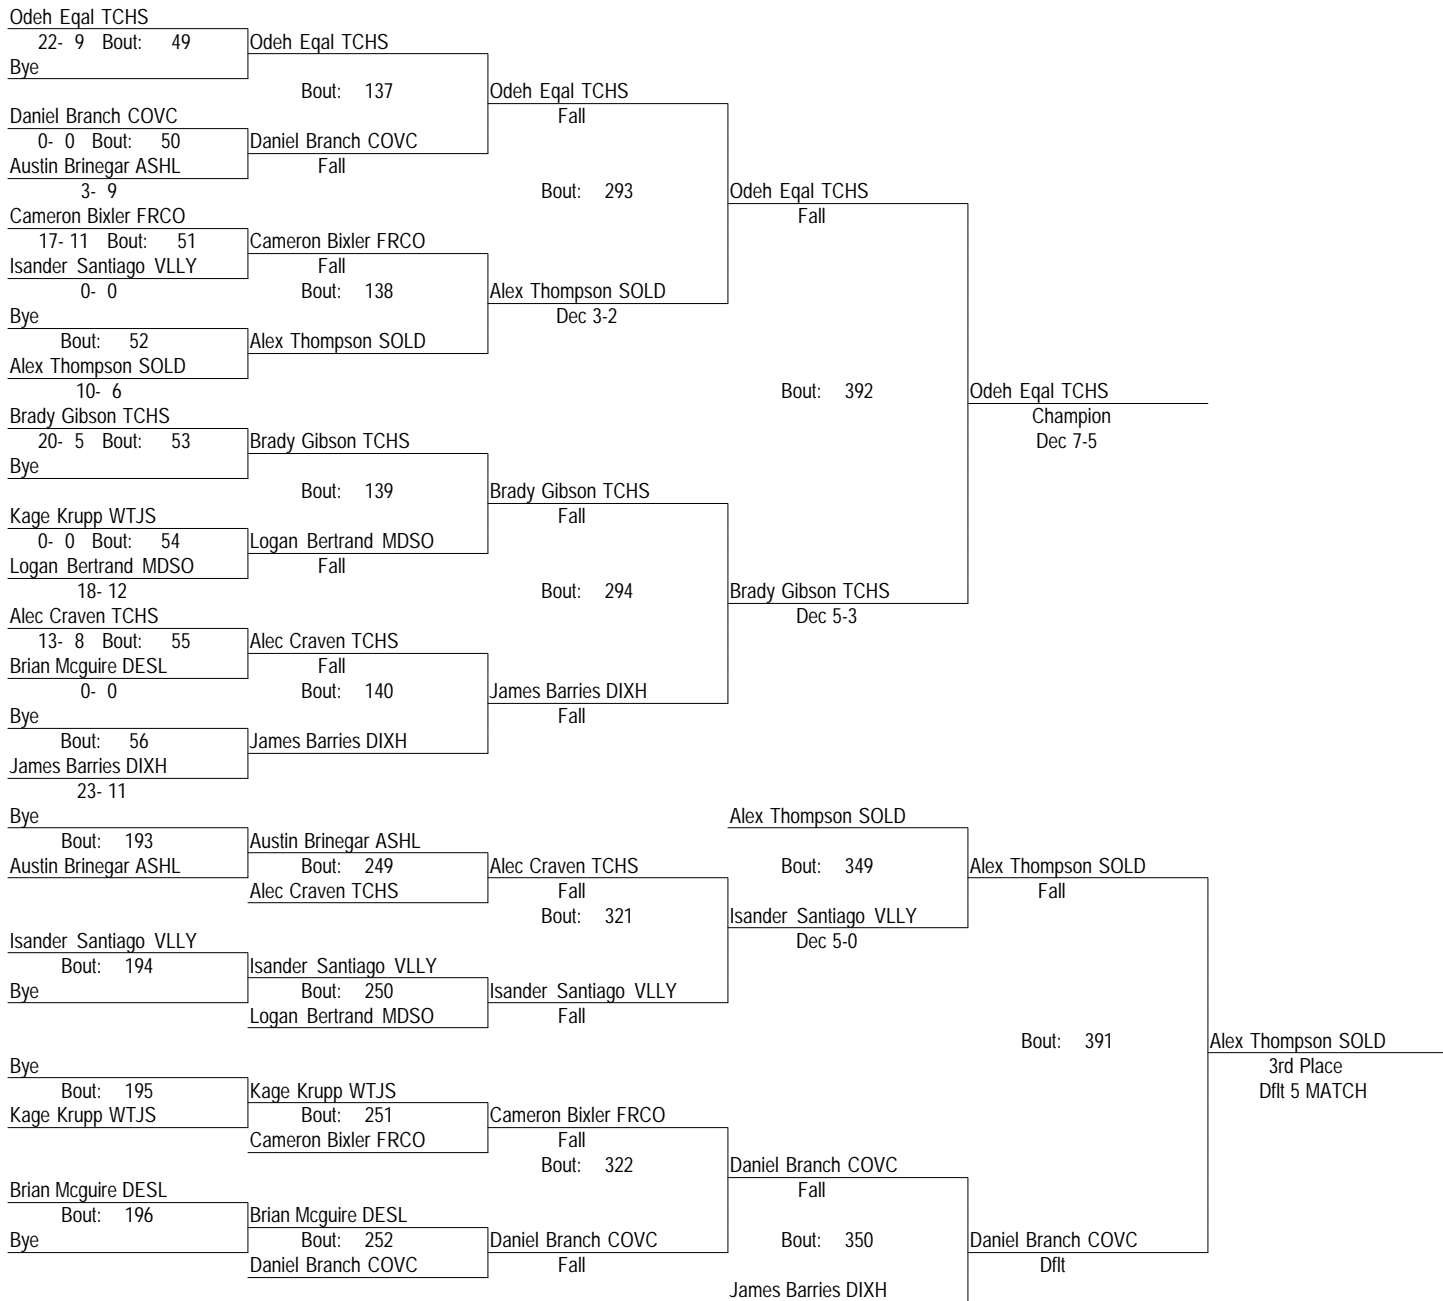 Odeh Eqal TCHS
22- 9 Bout: 49
Bye
Odeh Eqal TCHS
Bout: 137
Daniel Branch COVC
0- 0 Bout: 50
Austin Brinegar ASHL
3- 9
Daniel Branch COVC
Fall
Odeh Eqal TCHS
Fall
Bout: 293
Cameron Bixler FRCO
17- 11 Bout: 51
Isander Santiago VLLY
0- 0
Cameron Bixler FRCO
Fall
Bout: 138
Bye
Bout: 52
Alex Thompson SOLD
10- 6
Alex Thompson SOLD
Alex Thompson SOLD
Dec 3-2
Odeh Eqal TCHS
Fall
Bout: 392
Brady Gibson TCHS
20- 5 Bout: 53
Bye
Brady Gibson TCHS
Bout: 139
Kage Krupp WTJS
0- 0 Bout: 54
Logan Bertrand MDSO
18- 12
Logan Bertrand MDSO
Fall
Brady Gibson TCHS
Fall
Bout: 294
Alec Craven TCHS
13- 8 Bout: 55
Brian Mcguire DESL
0- 0
Alec Craven TCHS
Fall
Bout: 140
Bye
Bout: 56
James Barries DIXH
23- 11
James Barries DIXH
James Barries DIXH
Fall
Brady Gibson TCHS
Dec 5-3
Odeh Eqal TCHS
Champion
Dec 7-5
Bye
Bout: 193
Austin Brinegar ASHL
Austin Brinegar ASHL
Bout: 249
Alec Craven TCHS
Alec Craven TCHS
Fall
Bout: 321
Isander Santiago VLLY
Bout: 194
Bye
Isander Santiago VLLY
Bout: 250
Logan Bertrand MDSO
Isander Santiago VLLY
Fall
Alex Thompson SOLD
Bout: 349
Isander Santiago VLLY
Dec 5-0
Alex Thompson SOLD
Fall
Bout: 391
Bye
Bout: 195
Kage Krupp WTJS
Kage Krupp WTJS
Bout: 251
Cameron Bixler FRCO
Cameron Bixler FRCO
Fall
Bout: 322
Brian Mcguire DESL
Bout: 196
Bye
Brian Mcguire DESL
Bout: 252
Daniel Branch COVC
Daniel Branch COVC
Fall
Daniel Branch COVC
Fall
Bout: 350
James Barries DIXH
Daniel Branch COVC
Dflt
Alex Thompson SOLD
3rd Place
Dflt 5 MATCH